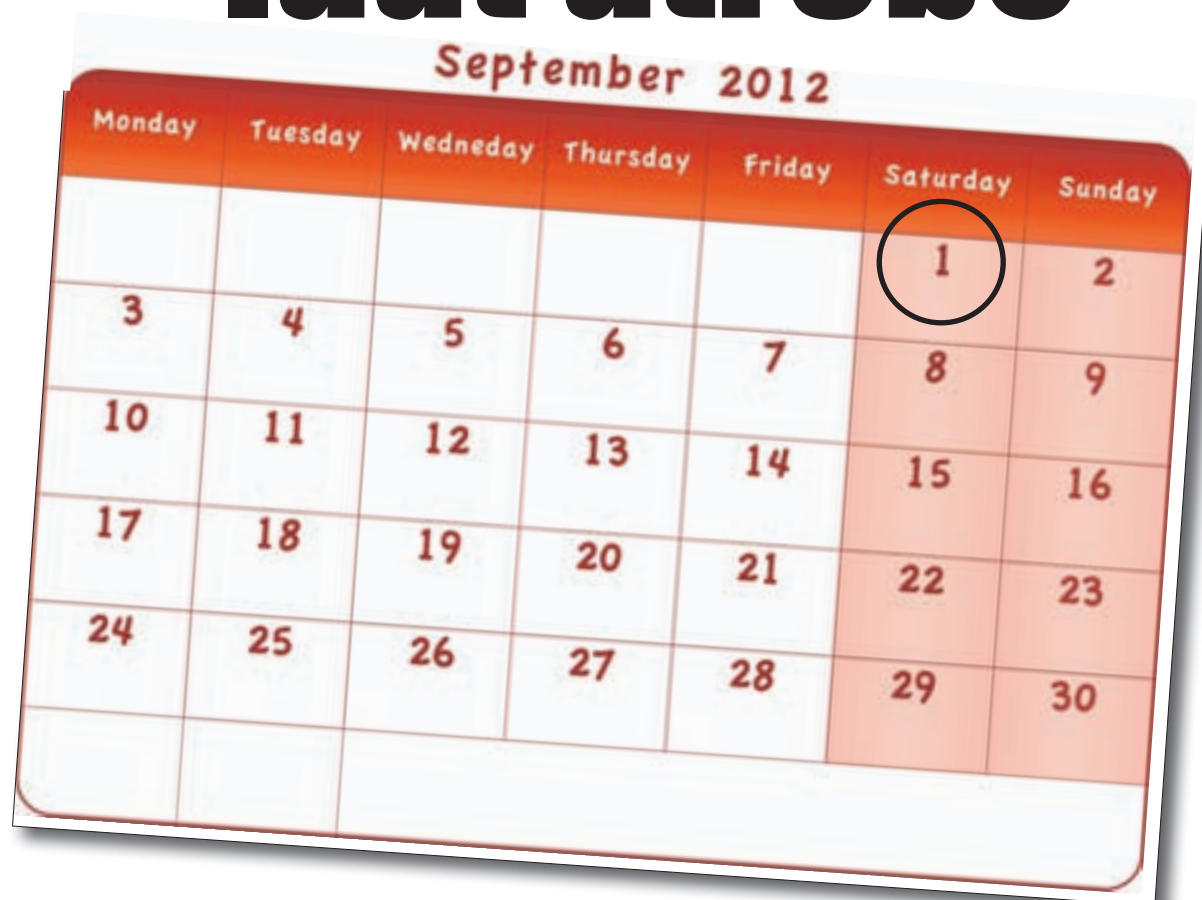 September 2012
Monday Tuesday Wedneday Thursday Friday Saturday Sunday
1 2
3 4 5 6 7 8 9
10 11 12 13 14 15 16
17 18 19 20 21 22 23
24 25 26 27 28 29 30